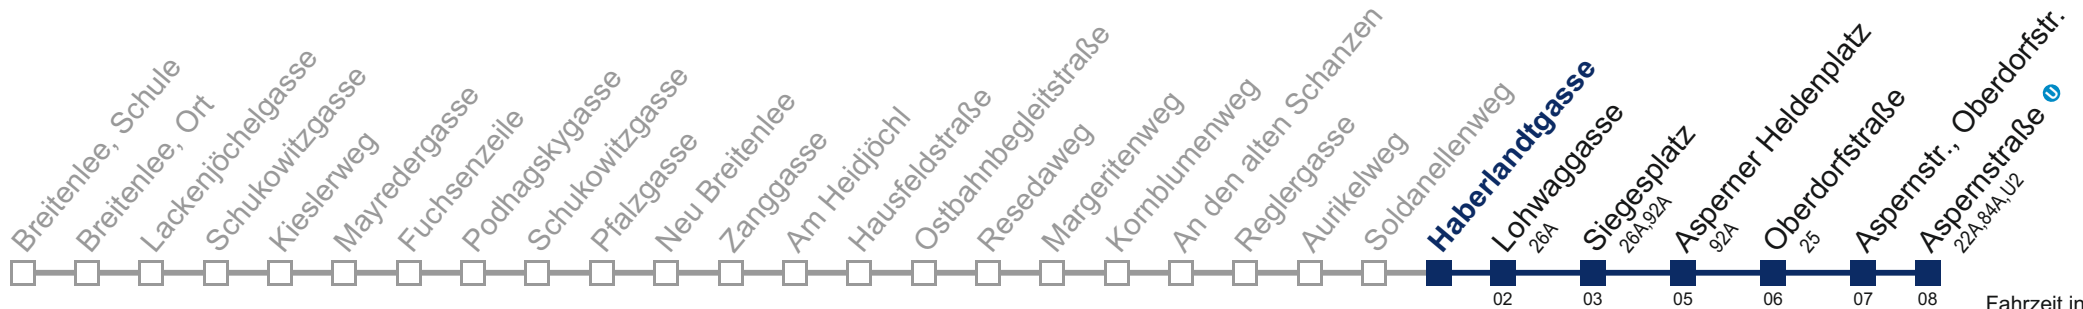 Breitenlee, Schule
Breitenlee, Ort
Lackenjöchelgasse
Schukowitzgasse
Kieslerweg
Mayredergasse
Fuchsenzeile
Podhagskygasse
Schukowitzgasse
Pfalzgasse
Neu Breitenlee
Zanggasse
Am Heidjöchl
Hausfeldstraße
Ostbahnbegleitstraße
Resedaweg
Margeritenweg
Kornblumenweg
An den alten Schanzen
Reglergasse
Aurikelweg
Soldanellenweg
Haberlandtgasse
Lohwaggasse
26A
Siegesplatz
26A,92A
Asperner Heldenplatz
92A
Oberdorfstraße
25
Aspernstr., Oberdorfstr.
Aspernstraße U
22A,84A,U2
02 03 05 06 07 08
Fahrzeit in